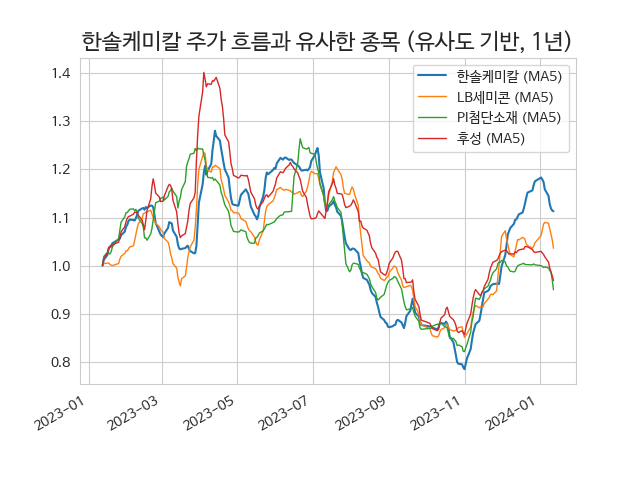 한솔케미칼 주가 흐름과 유사한 종목 (유사도 기반, 1년)
한솔케미칼 (MA5)
LB세미콘 (MA5)
PI첨단소재 (MA5)
후성 (MA5)
1.4
1.3
1.2
1.1
1.0
0.9
0.8
2023-01
2023-03
2023-05
2023-07
2023-09
2023-11
2024-01